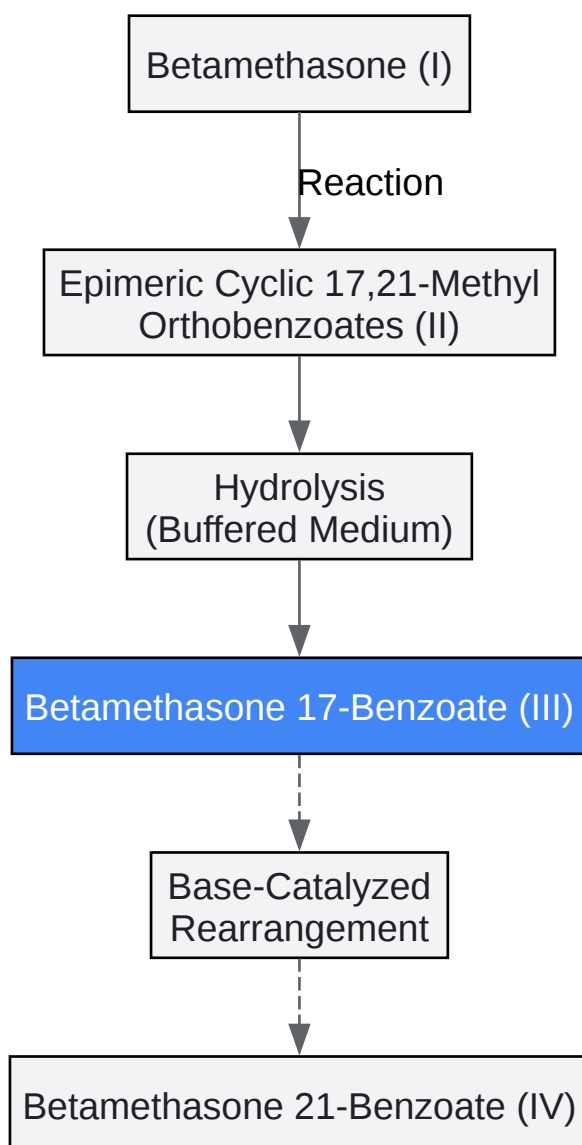 Betamethasone (I)
Reaction
Epimeric Cyclic 17,21-Methyl
Orthobenzoates (II)
Hydrolysis
(Buffered Medium)
Betamethasone 17-Benzoate (III)
Base-Catalyzed
Rearrangement
Betamethasone 21-Benzoate (IV)